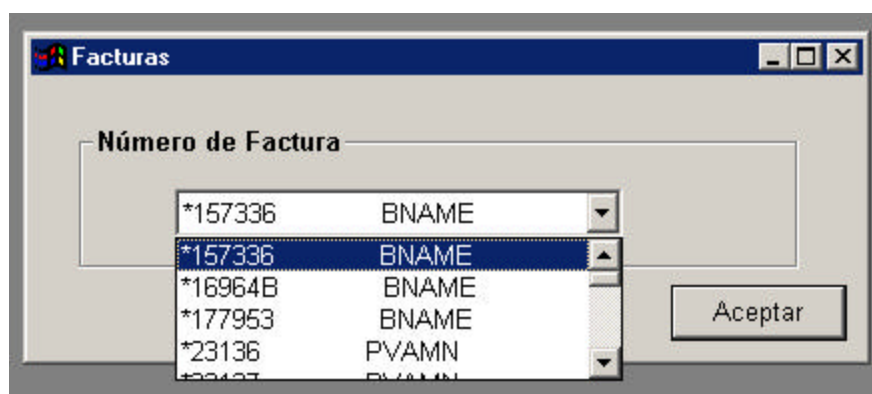 Facturas
Número de Factura
*157336 BNAME
*157336 BNAME
*16964B BNAME
*177953 BNAME
Aceptar
*23136 PVAMN